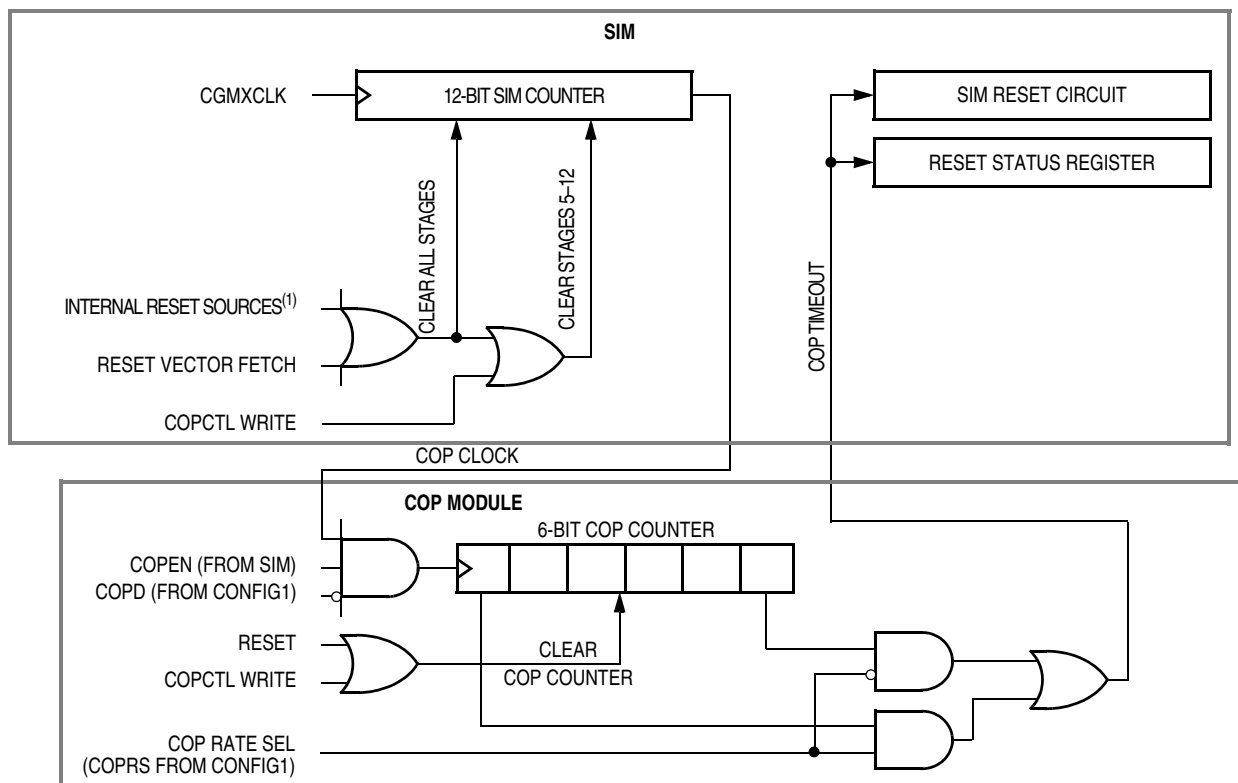 SIM
CGMXCLK
12-BIT SIM COUNTER
SIM RESET CIRCUIT
RESET STATUS REGISTER
CLEAR ALL STAGES
CLEAR STAGES 5–12
COP TIMEOUT
INTERNAL RESET SOURCES(1)
RESET VECTOR FETCH
COPCTL WRITE
COP CLOCK
COP MODULE
6-BIT COP COUNTER
COPEN (FROM SIM)
COPD (FROM CONFIG1)
RESET
COPCTL WRITE
CLEAR
COP COUNTER
COP RATE SEL
(COPRS FROM CONFIG1)